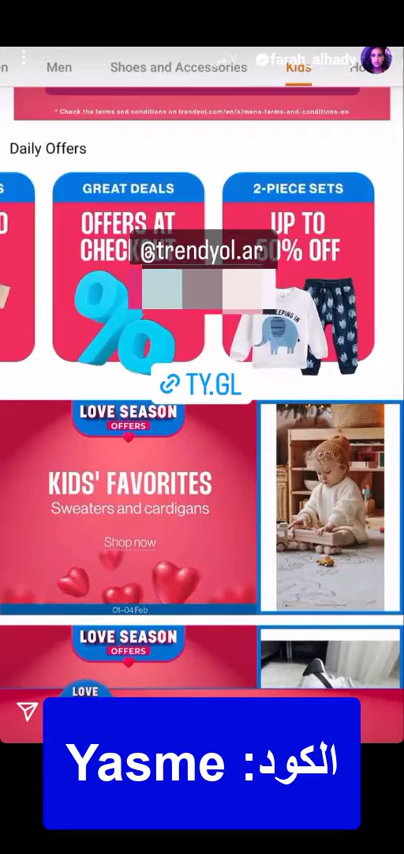 farah_alhady
Men
Shoes and Accessories
Kids
* Check the terms and conditions on trendyol.com/en/s/mens-terms-and-conditions-en
Daily Offers
GREAT DEALS
2-PIECE SETS
OFFERS AT
UP TO
50% OFF
@trendyol.ar
%
TY.GL
LOVE SEASON
OFFERS
KIDS' FAVORITES
Sweaters and cardigans
Shop now
01-04 Feb
LOVE SEASON
OFFERS
LOVE
الكود: Yasme